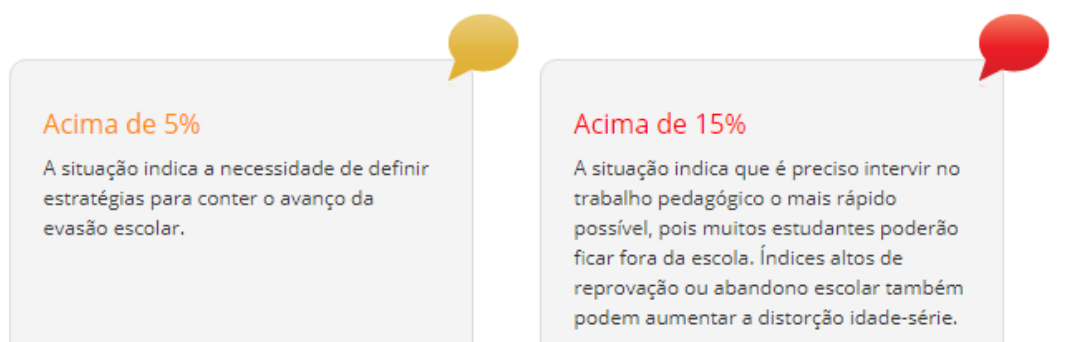 Acima de 5%
A situação indica a necessidade de definir
estratégias para conter o avanço da
evasão escolar.
Acima de 15%
A situação indica que é preciso intervir no
trabalho pedagógico o mais rápido
possível, pois muitos estudantes poderão
ficar fora da escola. Índices altos de
reprovação ou abandono escolar também
podem aumentar a distorção idade-série.